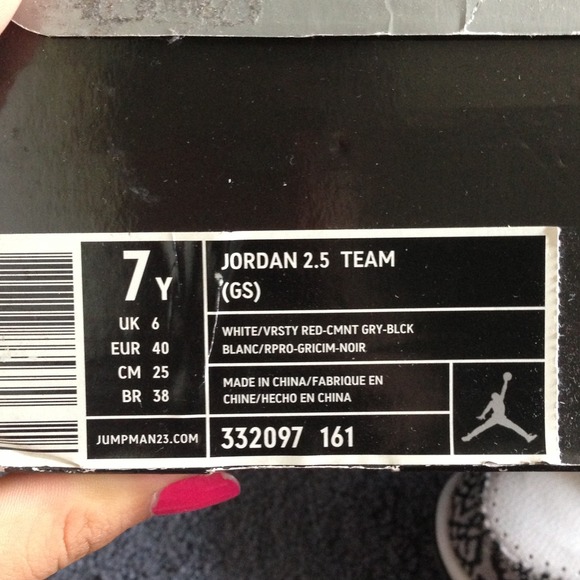 7 Y
UK 6
EUR 40
CM 25
BR 38
JUMPMAN23.COM
JORDAN 2.5 TEAM
(GS)
WHITE/VRSTY RED-CMNT GRY-BLCK
BLANC/RPRO-GRICIM-NOIR
MADE IN CHINA/FABRIQUE EN
CHINE/HECHO EN CHINA
332097 161